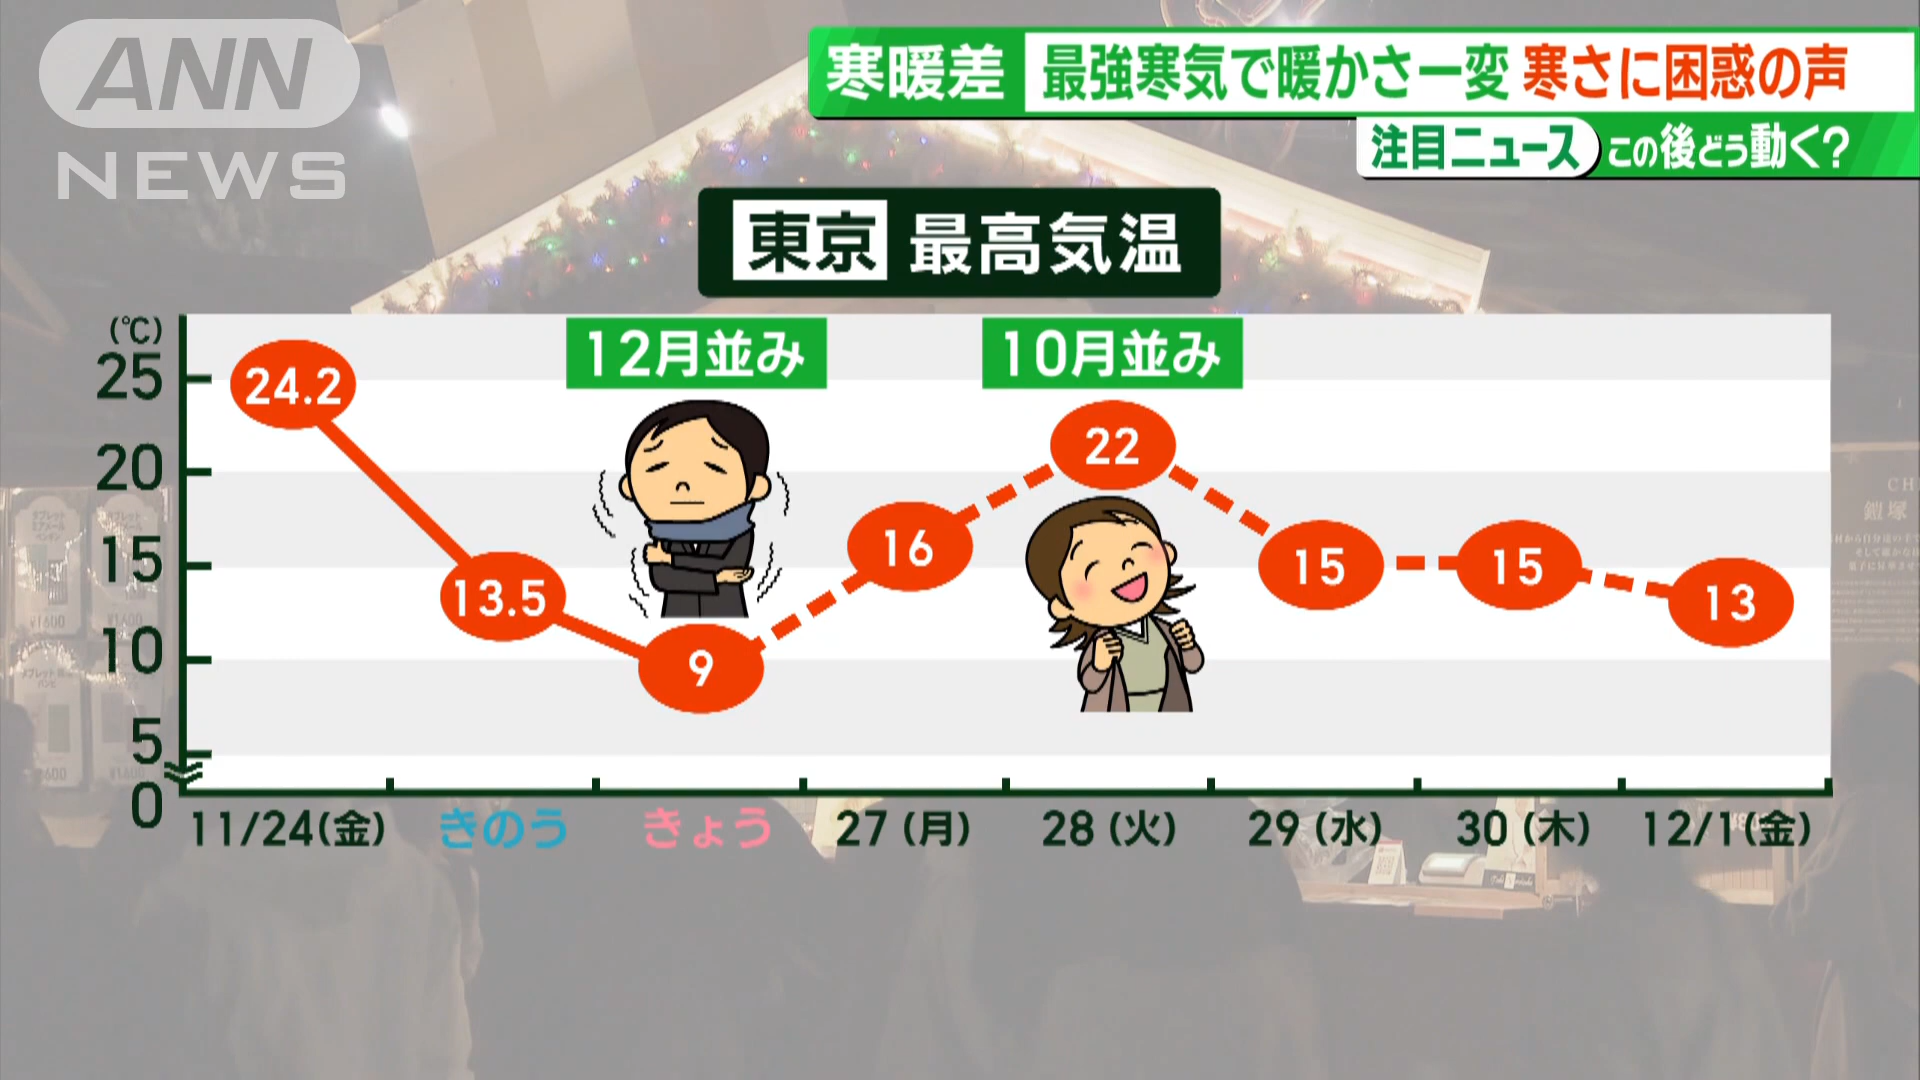 ANN
NEWS
寒暖差 最強寒気で暖かさ一変 寒さに困惑の声
注目ニュース この後どう動く?
東京 最高気温
(℃)
12月並み 10月並み
25
20
15
10
5
0
24.2
13.5
9
16
22
15
15
13
11/24(金) きのう きょう 27(月) 28(火) 29(水) 30(木) 12/1(金)